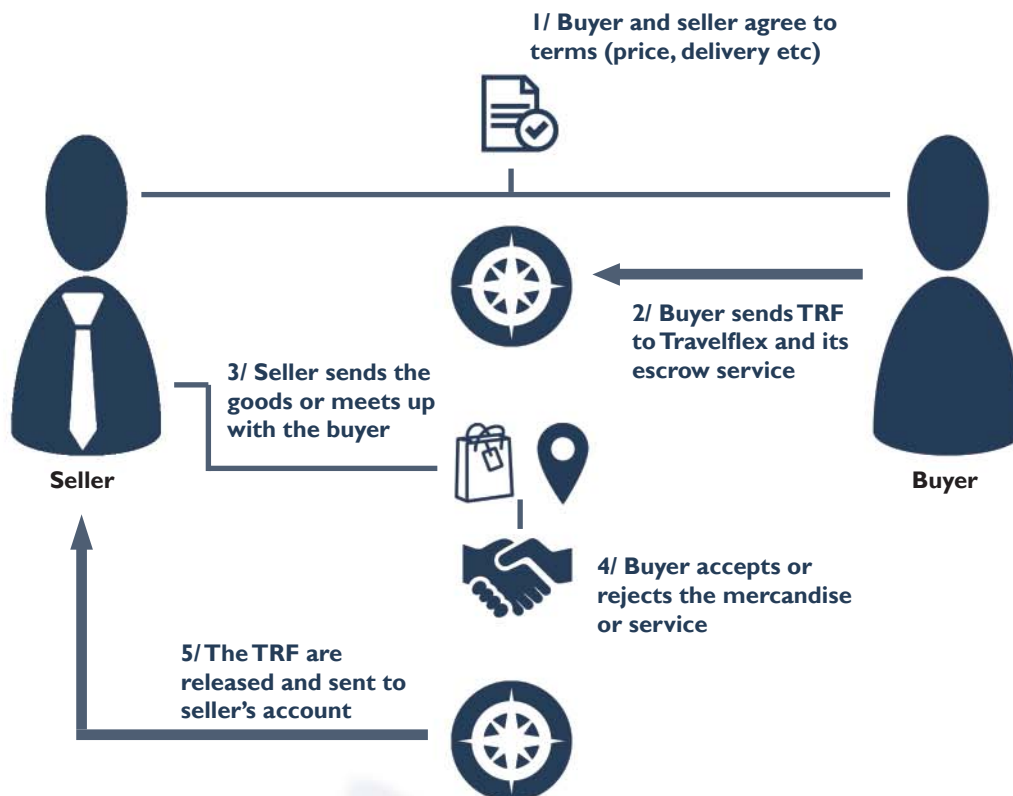 1/ Buyer and seller agree to
terms (price, delivery etc)
2/ Buyer sends TRF
to Travelflex and its
escrow service
3/ Seller sends the
goods or meets up
with the buyer
Seller
Buyer
4/ Buyer accepts or
rejects the mercandise
or service
5/ The TRF are
released and sent to
seller's account